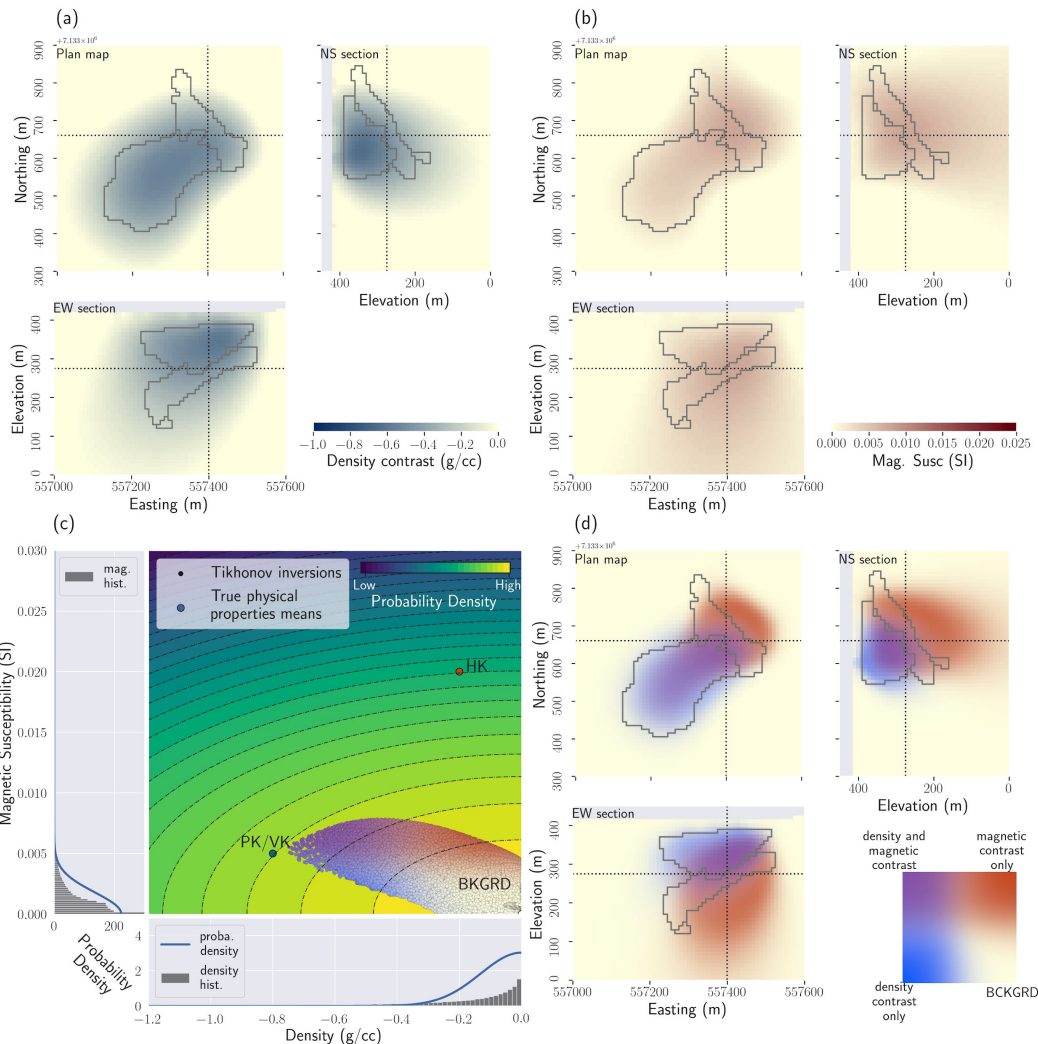 (a)
+7.133×10⁶
Plan map
NS section
900
800
700
600
500
400
300
Northing (m)
400
200
0
Elevation (m)
EW section
400
300
200
100
0
Elevation (m)
557000
557200
557400
557600
Easting (m)
−1.0
−0.8
−0.6
−0.4
−0.2
0.0
Density contrast (g/cc)
(b)
+7.133×10⁶
Plan map
NS section
900
800
700
600
500
400
300
Northing (m)
400
200
0
Elevation (m)
EW section
400
300
200
100
0
Elevation (m)
557000
557200
557400
557600
Easting (m)
0.000
0.005
0.010
0.015
0.020
0.025
Mag. Susc (SI)
(c)
0.030
0.025
0.020
0.015
0.010
0.005
0.000
Magnetic Susceptibility (SI)
mag.
hist.
0
200
Probability
Density
Tikhonov inversions
True physical
properties means
Low
High
Probability Density
HK
PK/VK
BKGRD
4
2
0
proba.
density
density
hist.
−1.2
−1.0
−0.8
−0.6
−0.4
−0.2
0.0
Density (g/cc)
(d)
+7.133×10⁶
Plan map
NS section
900
800
700
600
500
400
300
Northing (m)
400
200
0
Elevation (m)
EW section
400
300
200
100
0
Elevation (m)
557000
557200
557400
557600
Easting (m)
density and
magnetic
contrast
magnetic
contrast
only
density
contrast
only
BCKGRD